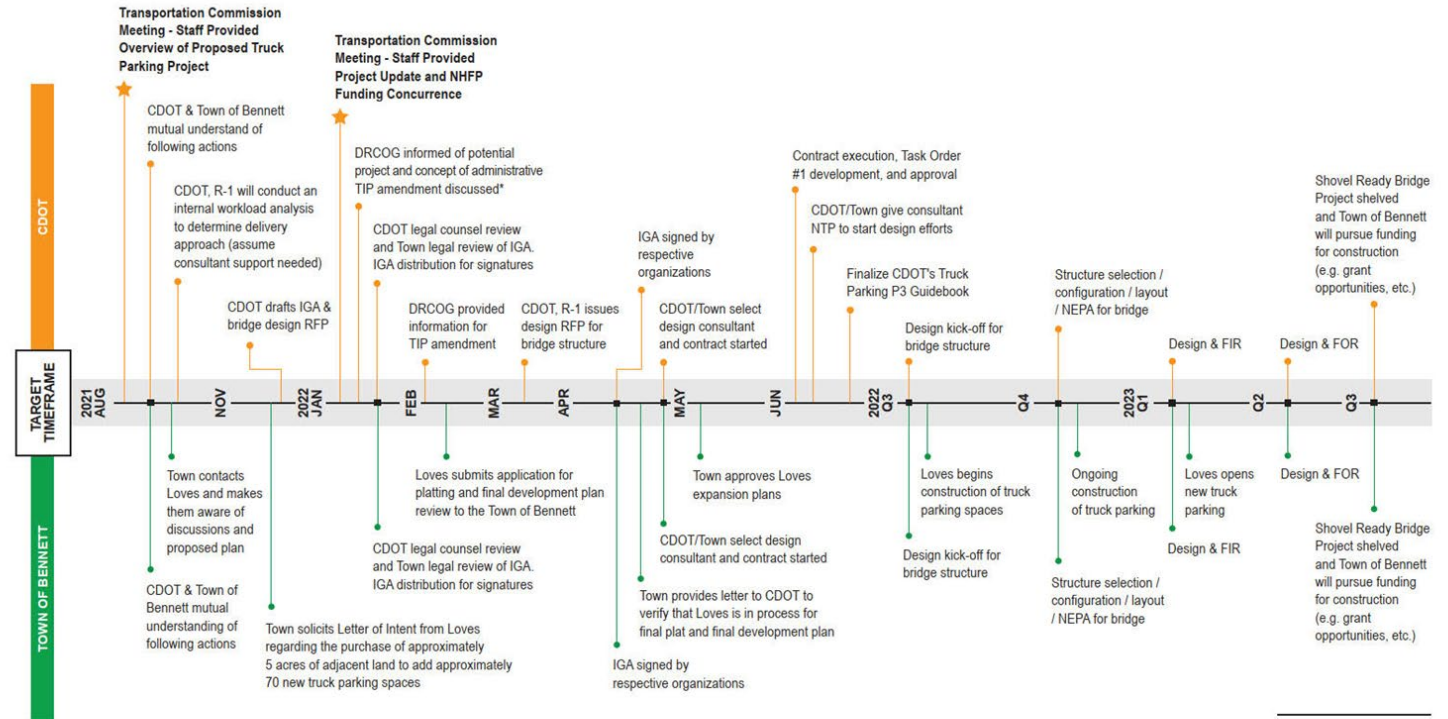 Transportation Commission
Meeting - Staff Provided
Overview of Proposed Truck
Parking Project
Transportation Commission
Meeting - Staff Provided
Project Update and NHFP
Funding Concurrence
CDOT & Town of Bennett
mutual understand of
following actions
CDOT, R-1 will conduct an
internal workload analysis
to determine delivery
approach (assume
consultant support needed)
CDOT drafts IGA &
bridge design RFP
DRCOG informed of potential
project and concept of administrative
TIP amendment discussed*
CDOT legal counsel review
and Town legal review of IGA.
IGA distribution for signatures
DRCOG provided
information for
TIP amendment
CDOT, R-1 issues
design RFP for
bridge structure
IGA signed by
respective
organizations
CDOT/Town select
design consultant
and contract started
Contract execution, Task Order
#1 development, and approval
CDOT/Town give consultant
NTP to start design efforts
Finalize CDOT's Truck
Parking P3 Guidebook
Design kick-off for
bridge structure
Structure selection /
configuration / layout
/ NEPA for bridge
Design & FIR
Design & FOR
Shovel Ready Bridge
Project shelved
and Town of Bennett
will pursue funding
for construction
(e.g. grant
opportunities, etc.)
CDOT
TARGET
TIMEFRAME
2021
AUG
NOV
2022
JAN
FEB
MAR
APR
MAY
JUN
2022
Q3
Q4
2023
Q1
Q2
Q3
TOWN OF BENNETT
Town contacts
Loves and makes
them aware of
discussions and
proposed plan
CDOT & Town of
Bennett mutual
understanding of
following actions
Town solicits Letter of Intent from Loves
regarding the purchase of approximately
5 acres of adjacent land to add approximately
70 new truck parking spaces
CDOT legal counsel review
and Town legal review of IGA.
IGA distribution for signatures
Loves submits application for
platting and final development plan
review to the Town of Bennett
IGA signed by
respective organizations
Town provides letter to CDOT to
verify that Loves is in process for
final plat and final development plan
CDOT/Town select design
consultant and contract started
Town approves Loves
expansion plans
Loves begins
construction of truck
parking spaces
Design kick-off for
bridge structure
Ongoing
construction
of truck parking
Structure selection /
configuration / layout
/ NEPA for bridge
Loves opens
new truck
parking
Design & FIR
Design & FOR
Shovel Ready Bridge
Project shelved
and Town of Bennett
will pursue funding
for construction
(e.g. grant
opportunities, etc.)